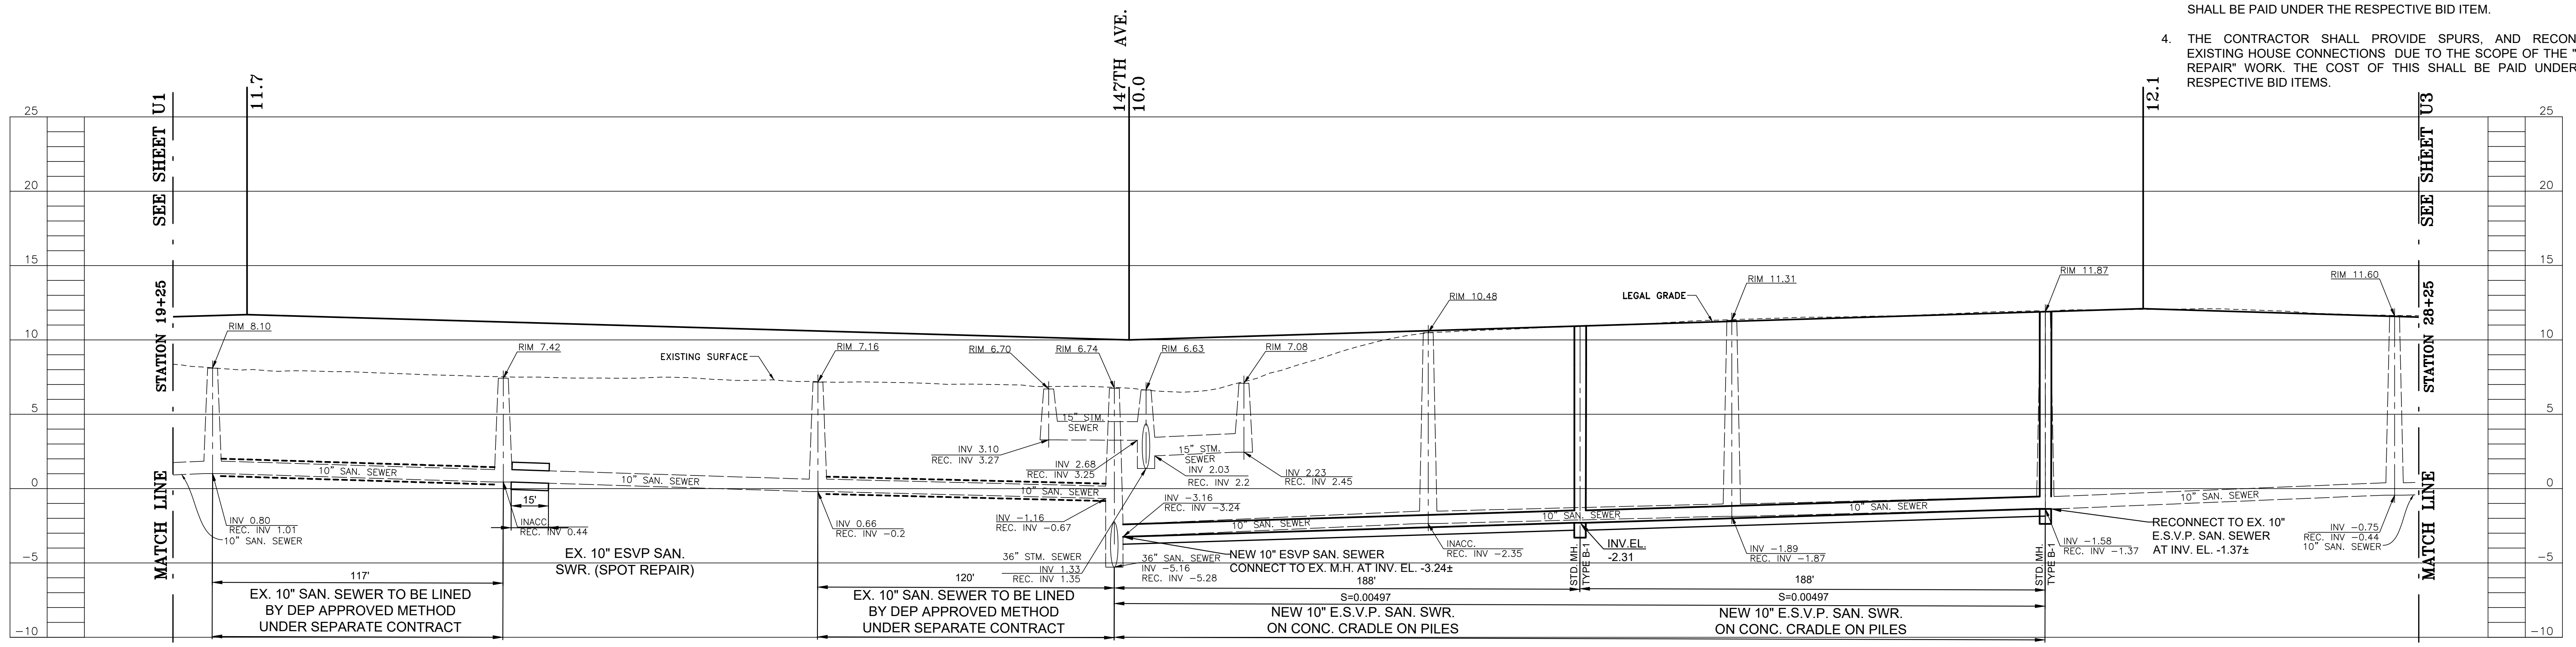 SHALL BE PAID UNDER THE RESPECTIVE BID ITEM.
4. THE CONTRACTOR SHALL PROVIDE SPURS, AND RECON
EXISTING HOUSE CONNECTIONS DUE TO THE SCOPE OF THE "
REPAIR" WORK. THE COST OF THIS SHALL BE PAID UNDER
RESPECTIVE BID ITEMS.
25
20
15
10
5
0
-5
-10
MATCH LINE
STATION 19+25
SEE SHEET U1
11.7
147TH AVE.
10.0
12.1
MATCH LINE
STATION 28+25
SEE SHEET U3
25
20
15
10
5
0
-5
-10
RIM 8.10
RIM 7.42
EXISTING SURFACE
RIM 7.16
RIM 6.70
RIM 6.74
RIM 6.63
RIM 7.08
RIM 10.48
LEGAL GRADE
RIM 11.31
RIM 11.87
RIM 11.60
10" SAN. SEWER
INV 0.80
REC. INV 1.01
10" SAN. SEWER
15'
INACC.
REC. INV 0.44
10" SAN. SEWER
EX. 10" ESVP SAN.
SWR. (SPOT REPAIR)
INV 0.66
REC. INV -0.2
10" SAN. SEWER
15" STM.
SEWER
INV 3.10
REC. INV 3.27
INV 2.68
REC. INV 3.25
15" STM.
SEWER
INV 2.03
REC. INV 2.2
INV 2.23
REC. INV 2.45
INV -1.16
REC. INV -0.67
INV -3.16
REC. INV -3.24
36" STM. SEWER
INV 1.33
REC. INV 1.35
36" SAN. SEWER
INV -5.16
REC. INV -5.28
NEW 10" ESVP SAN. SEWER
CONNECT TO EX. M.H. AT INV. EL. -3.24±
10" SAN. SEWER
INACC.
REC. INV -2.35
10" SAN. SEWER
STD. MH.
TYPE B-1
INV.EL.
-2.31
INV -1.89
REC. INV -1.87
10" SAN. SEWER
STD. MH.
TYPE B-1
INV -1.58
REC. INV -1.37
RECONNECT TO EX. 10"
E.S.V.P. SAN. SEWER
AT INV. EL. -1.37±
10" SAN. SEWER
INV -0.75
REC. INV -0.44
10" SAN. SEWER
117'
EX. 10" SAN. SEWER TO BE LINED
BY DEP APPROVED METHOD
UNDER SEPARATE CONTRACT
120'
EX. 10" SAN. SEWER TO BE LINED
BY DEP APPROVED METHOD
UNDER SEPARATE CONTRACT
188'
S=0.00497
NEW 10" E.S.V.P. SAN. SWR.
ON CONC. CRADLE ON PILES
188'
S=0.00497
NEW 10" E.S.V.P. SAN. SWR.
ON CONC. CRADLE ON PILES